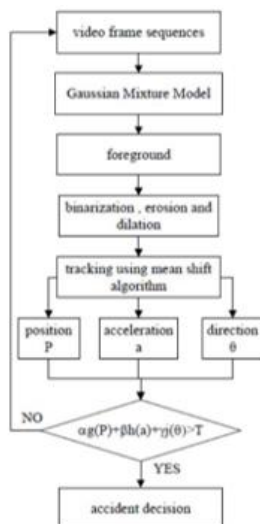 video frame sequences
Gaussian Mixture Model
foreground
binarization , erosion and
dilation
tracking using mean shift
algorithm
position
P
acceleration
a
direction
θ
NO
αg(P)+βh(a)+γj(θ)>T
YES
accident decision